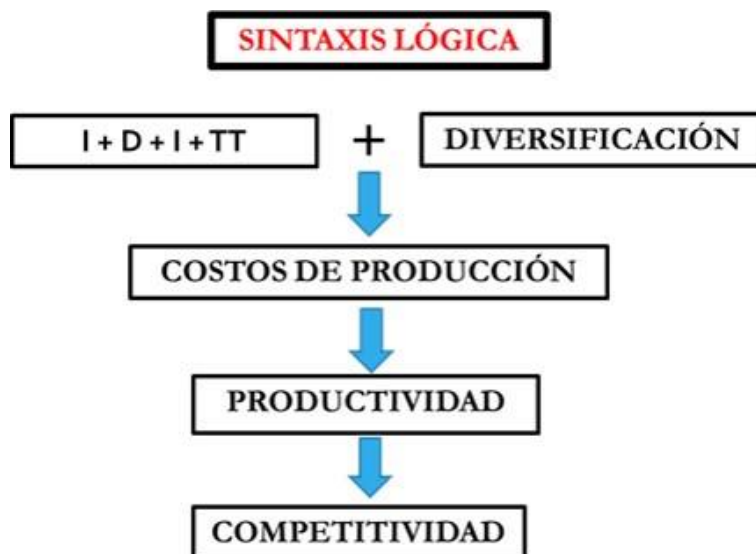 SINTAXIS LÓGICA
I + D + I + TT + DIVERSIFICACIÓN
COSTOS DE PRODUCCIÓN
PRODUCTIVIDAD
COMPETITIVIDAD